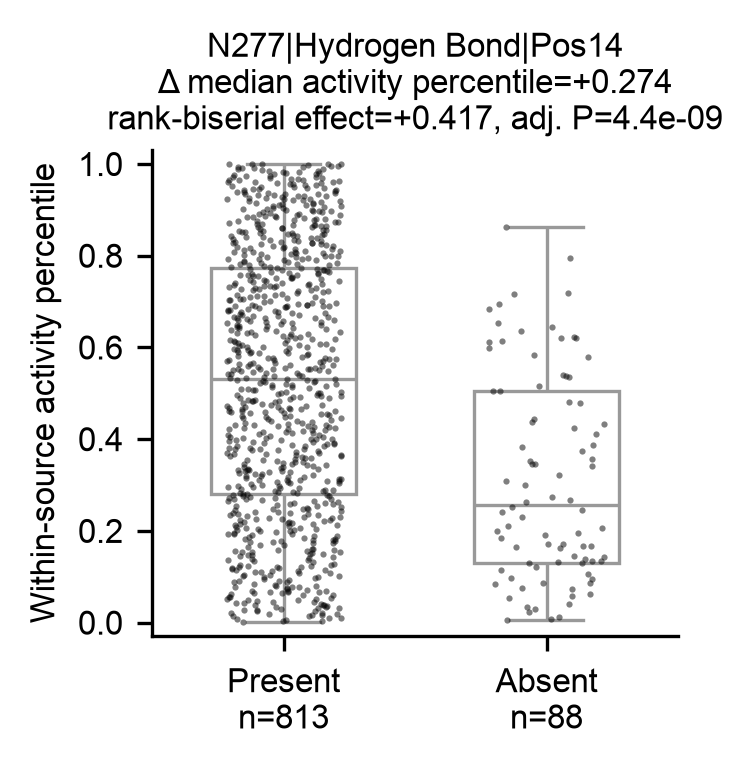 N277|Hydrogen Bond|Pos14
Δ median activity percentile=+0.274
rank-biserial effect=+0.417, adj. P=4.4e-09
Within-source activity percentile
1.0
0.8
0.6
0.4
0.2
0.0
Present
n=813
Absent
n=88